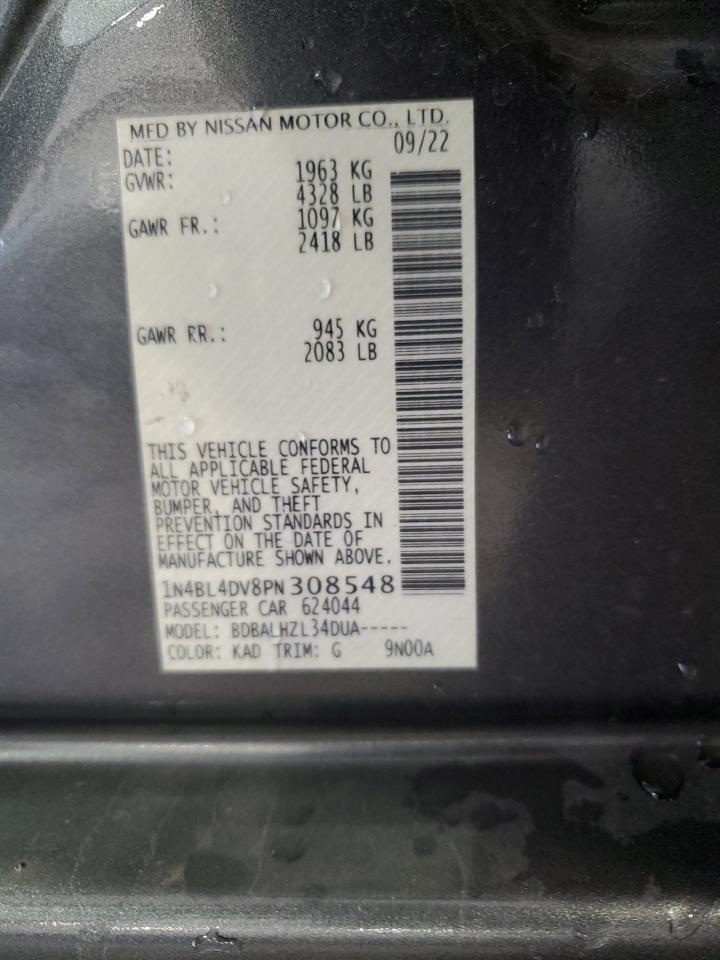 MFD BY NISSAN MOTOR CO., LTD.
DATE: 09/22
GVWR: 1963 KG
4328 LB
GAWR FR.: 1097 KG
2418 LB
GAWR RR.: 945 KG
2083 LB
THIS VEHICLE CONFORMS TO
ALL APPLICABLE FEDERAL
MOTOR VEHICLE SAFETY,
BUMPER, AND THEFT
PREVENTION STANDARDS IN
EFFECT ON THE DATE OF
MANUFACTURE SHOWN ABOVE.
1N4BL4DV8PN308548
PASSENGER CAR 624044
MODEL: BDBALHZL34DUA-----
COLOR: KAD TRIM: G 9N00A